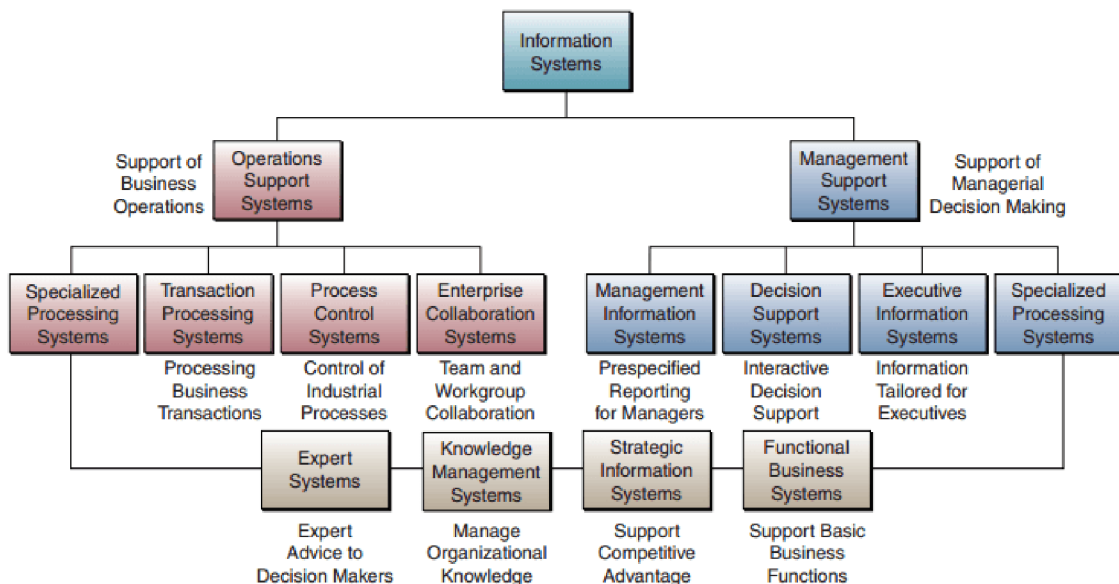 Information
Systems
Support of
Business
Operations
Operations
Support
Systems
Management
Support
Systems
Support of
Managerial
Decision Making
Specialized
Processing
Systems
Transaction
Processing
Systems
Process
Control
Systems
Enterprise
Collaboration
Systems
Management
Information
Systems
Decision
Support
Systems
Executive
Information
Systems
Specialized
Processing
Systems
Processing
Business
Transactions
Control of
Industrial
Processes
Team and
Workgroup
Collaboration
Prespecified
Reporting
for Managers
Interactive
Decision
Support
Information
Tailored for
Executives
Expert
Systems
Knowledge
Management
Systems
Strategic
Information
Systems
Functional
Business
Systems
Expert
Advice to
Decision Makers
Manage
Organizational
Knowledge
Support
Competitive
Advantage
Support Basic
Business
Functions